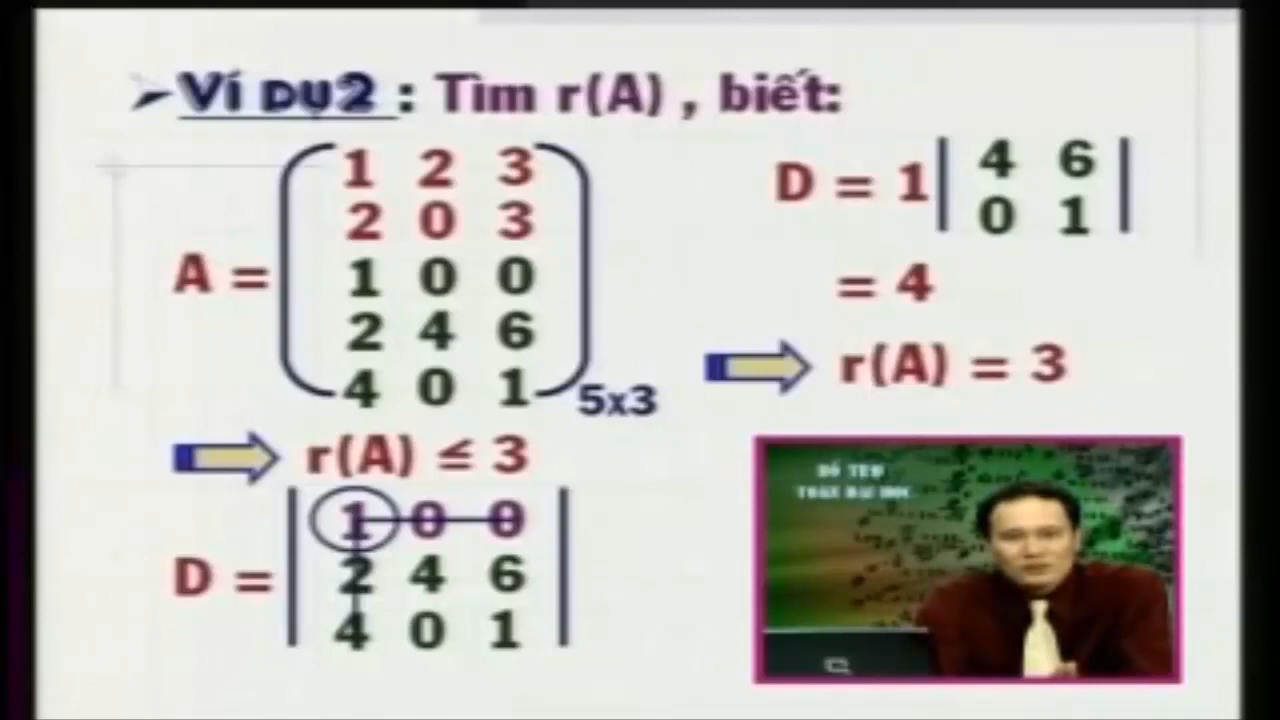 Ví DỤ2 : Tìm r(A) , biết:
A =
1 2 3
2 0 3
1 0 0
2 4 6
4 0 1
5x3
r(A) ≤ 3
D =
1 0 0
2 4 6
4 0 1
D = 1
4 6
0 1
= 4
r(A) = 3